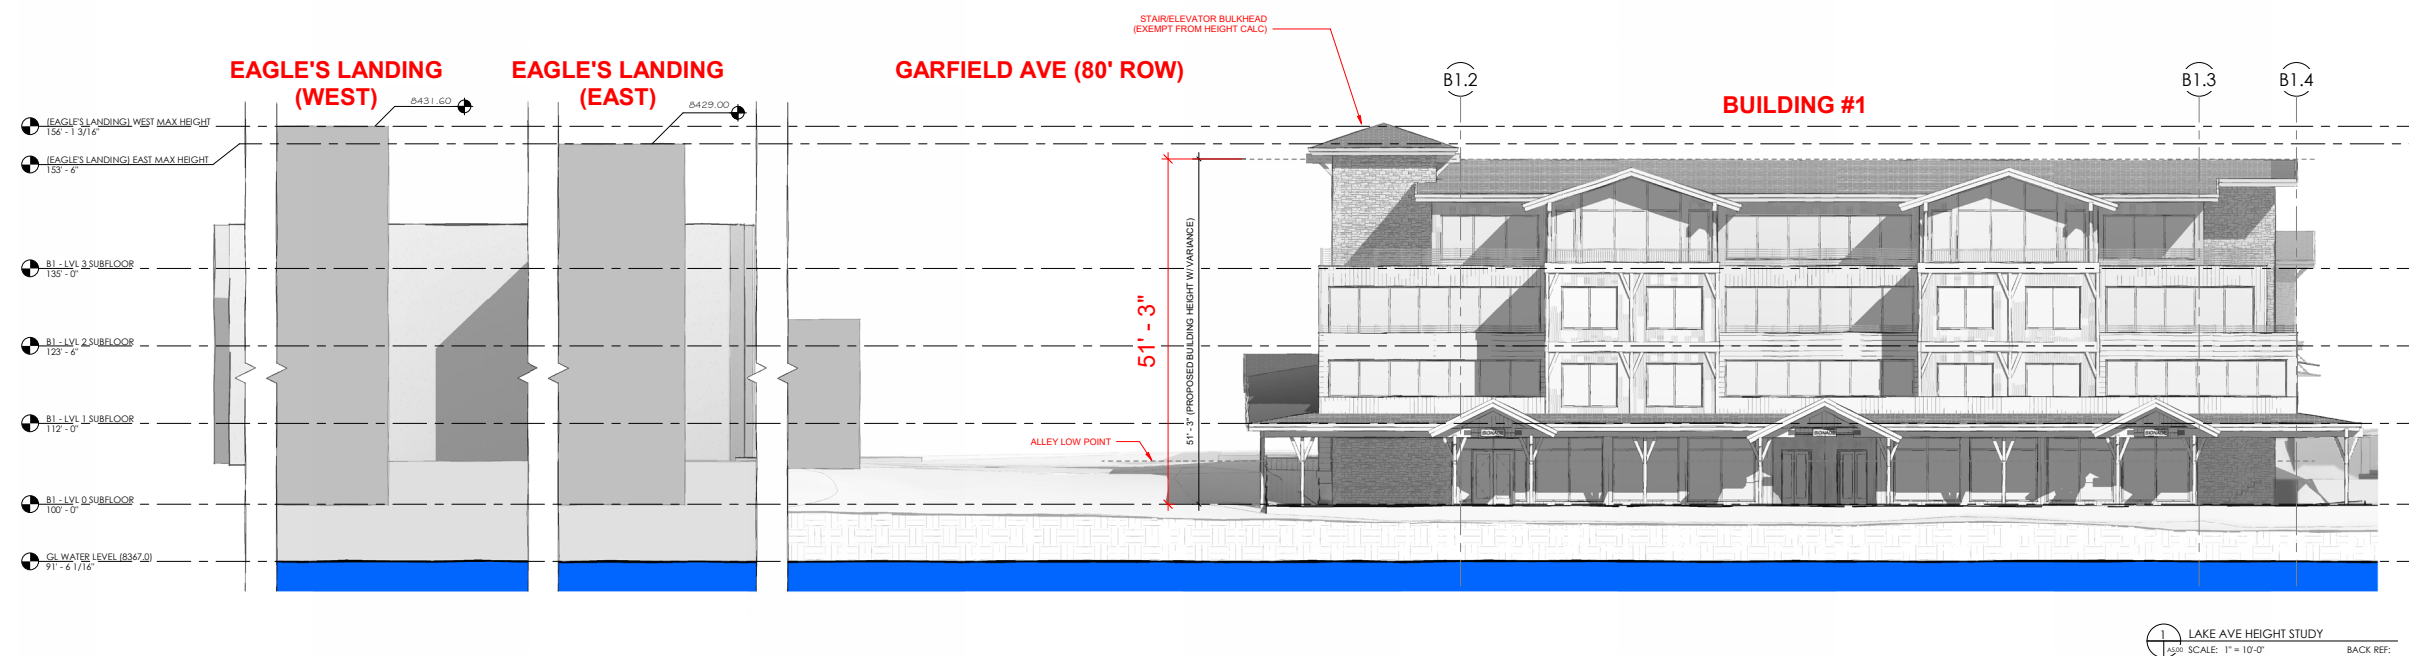 STAIR/ELEVATOR BULKHEAD
(EXEMPT FROM HEIGHT CALC)
EAGLE'S LANDING
(WEST)
EAGLE'S LANDING
(EAST)
GARFIELD AVE (80' ROW)
BUILDING #1
B1.2
B1.3
B1.4
8431.60
8429.00
(EAGLE'S LANDING) WEST MAX HEIGHT
156' - 1 3/16"
(EAGLE'S LANDING) EAST MAX HEIGHT
153' - 6"
B1 - LVL 3 SUBFLOOR
135' - 0"
B1 - LVL 2 SUBFLOOR
123' - 6"
B1 - LVL 1 SUBFLOOR
112' - 0"
B1 - LVL 0 SUBFLOOR
100' - 0"
GL WATER LEVEL (8367.0)
91' - 6 1/16"
51' - 3"
51' - 3" (PROPOSED BUILDING HEIGHT W/ VARIANCE)
ALLEY LOW POINT
SIGNAGE
SIGNAGE
SIGNAGE
1
A5.00
LAKE AVE HEIGHT STUDY
SCALE: 1" = 10'-0"
BACK REF: